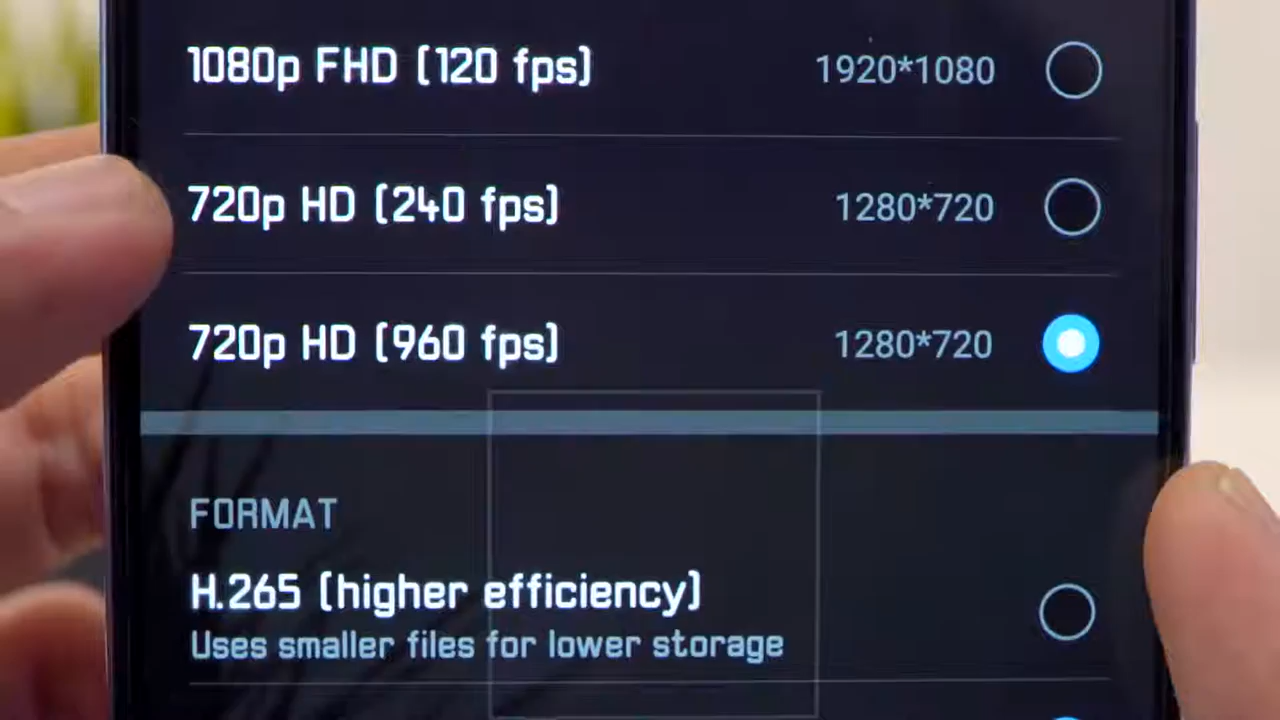 1080p FHD (120 fps) 1920*1080
720p HD (240 fps) 1280*720
720p HD (960 fps) 1280*720
FORMAT
H.265 (higher efficiency)
Uses smaller files for lower storage